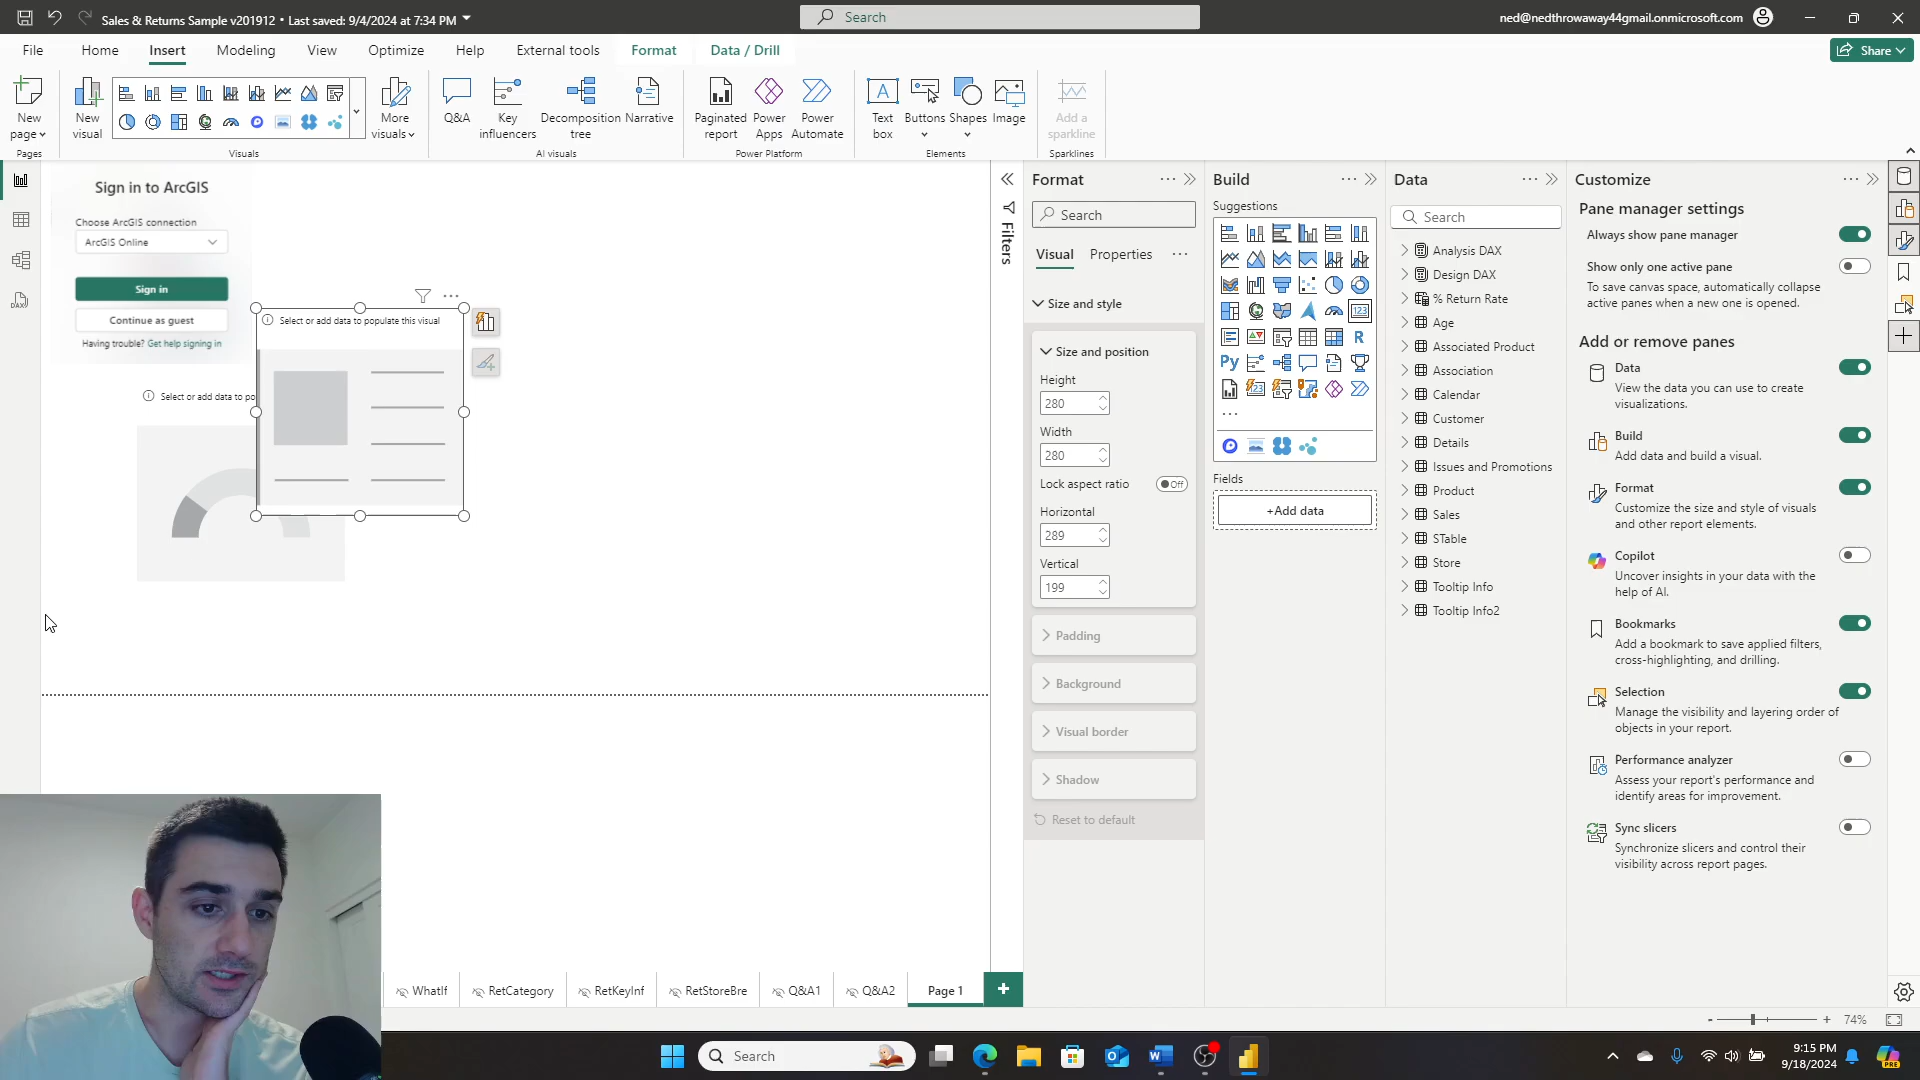 Sales & Returns Sample v201912 • Last saved: 9/4/2024 at 7:34 PM
Search
ned@nedthrowaway44gmail.onmicrosoft.com
File
Home
Insert
Modeling
View
Optimize
Help
External tools
Format
Data / Drill
Share
New page
New visual
More visuals
Q&A
Key influencers
Decomposition tree
Narrative
Paginated report
Power Apps
Power Automate
Text box
Buttons
Shapes
Image
Add a sparkline
Pages
Visuals
AI visuals
Power Platform
Elements
Sparklines
Sign in to ArcGIS
Choose ArcGIS connection
ArcGIS Online
Sign in
Continue as guest
Having trouble? Get help signing in
Select or add data to populate this visual
Select or add data to po
DAX
Filters
Format
Search
Visual
Properties
Size and style
Size and position
Height
280
Width
280
Lock aspect ratio
Off
Horizontal
289
Vertical
199
Padding
Background
Visual border
Shadow
Reset to default
Build
Suggestions
123
R
Py
Fields
+Add data
Data
Search
Analysis DAX
Design DAX
% Return Rate
Age
Associated Product
Association
Calendar
Customer
Details
Issues and Promotions
Product
Sales
STable
Store
Tooltip Info
Tooltip Info2
Customize
Pane manager settings
Always show pane manager
Show only one active pane
To save canvas space, automatically collapse
active panes when a new one is opened.
Add or remove panes
Data
View the data you can use to create
visualizations.
Build
Add data and build a visual.
Format
Customize the size and style of visuals
and other report elements.
Copilot
Uncover insights in your data with the
help of AI.
Bookmarks
Add a bookmark to save applied filters,
cross-highlighting, and drilling.
Selection
Manage the visibility and layering order of
objects in your report.
Performance analyzer
Assess your report's performance and
identify areas for improvement.
Sync slicers
Synchronize slicers and control their
visibility across report pages.
WhatIf
RetCategory
RetKeyInf
RetStoreBre
Q&A1
Q&A2
Page 1
74%
Search
9:15 PM
9/18/2024